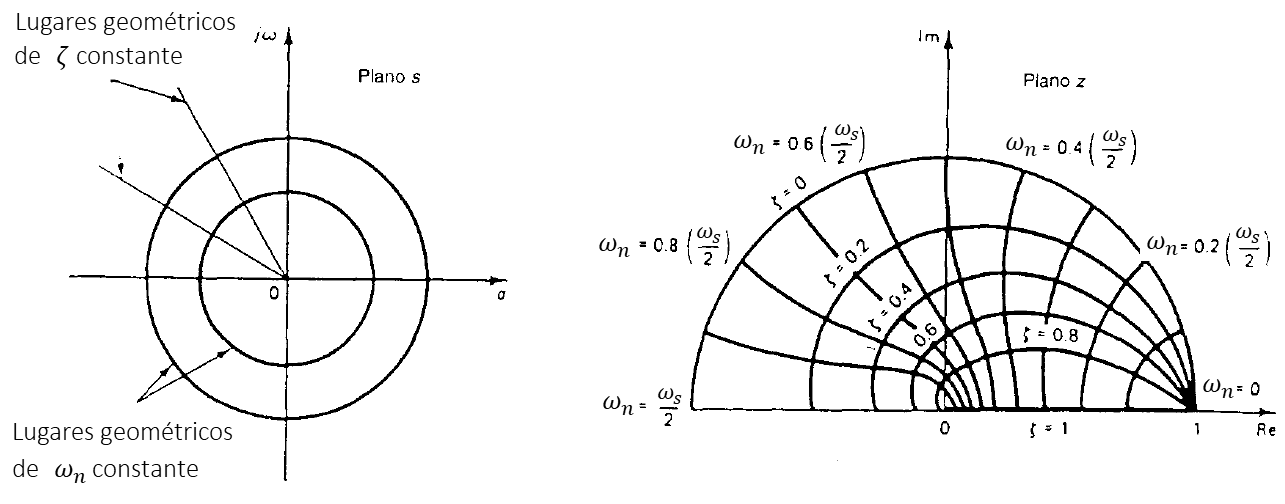 Lugares geométricos
de ζ constante
jω
Plano s
0
σ
Lugares geométricos
de ωₙ constante
Im
Plano z
ωₙ = 0.6 (ωₛ/2)
ωₙ = 0.4 (ωₛ/2)
ζ = 0
ωₙ = 0.8 (ωₛ/2)
ωₙ = 0.2 (ωₛ/2)
ζ = 0.2
ζ = 0.4
0.6
ζ = 0.8
ωₙ = ωₛ/2
ωₙ = 0
0
ζ = 1
1
Re